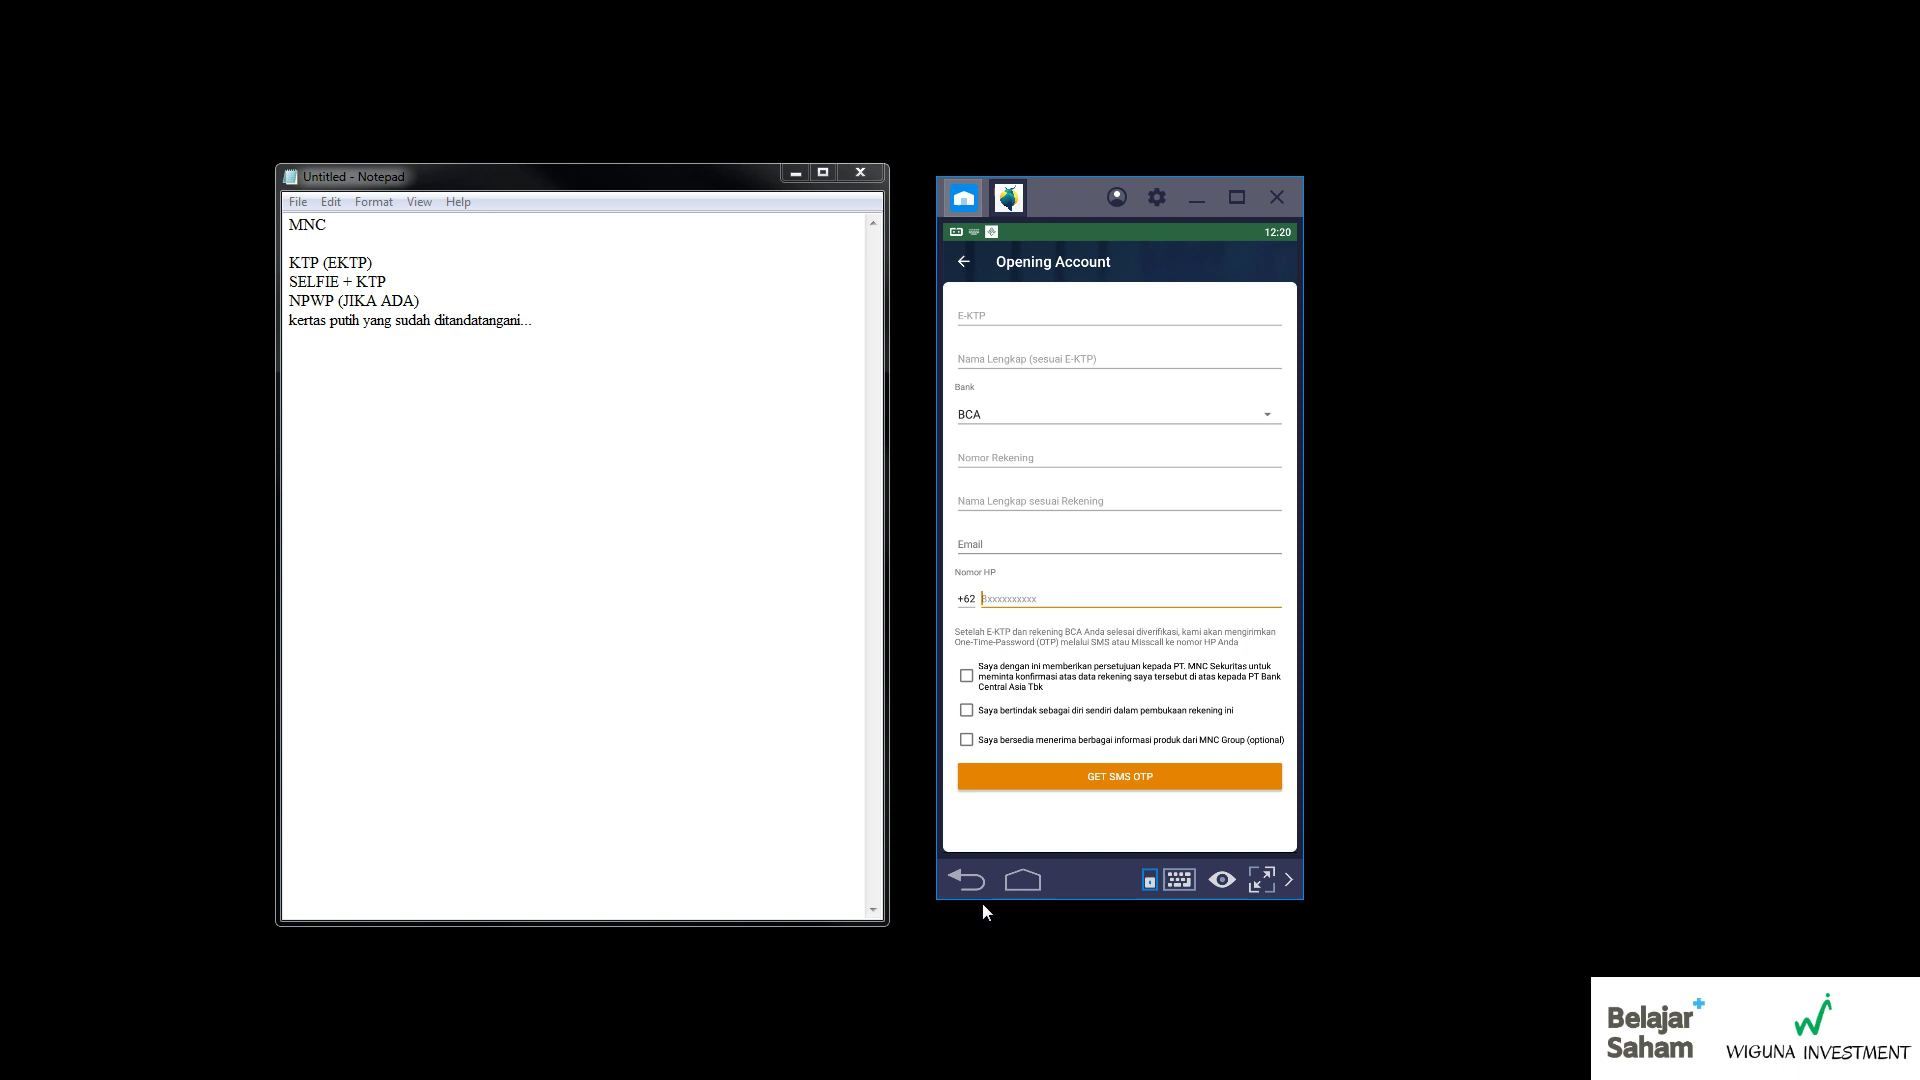 Untitled - Notepad
File Edit Format View Help
MNC
KTP (EKTP)
SELFIE + KTP
NPWP (JIKA ADA)
kertas putih yang sudah ditandatangani...
12:20
Opening Account
E-KTP
Nama Lengkap (sesuai E-KTP)
Bank
BCA
Nomor Rekening
Nama Lengkap sesuai Rekening
Email
Nomor HP
+62 8xxxxxxxxxx
Setelah E-KTP dan rekening BCA Anda selesai diverifikasi, kami akan mengirimkan
One-Time-Password (OTP) melalui SMS atau Misscall ke nomor HP Anda
Saya dengan ini memberikan persetujuan kepada PT. MNC Sekuritas untuk
meminta konfirmasi atas data rekening saya tersebut di atas kepada PT Bank
Central Asia Tbk
Saya bertindak sebagai diri sendiri dalam pembukaan rekening ini
Saya bersedia menerima berbagai informasi produk dari MNC Group (optional)
GET SMS OTP
Belajar+
Saham
WIGUNA INVESTMENT